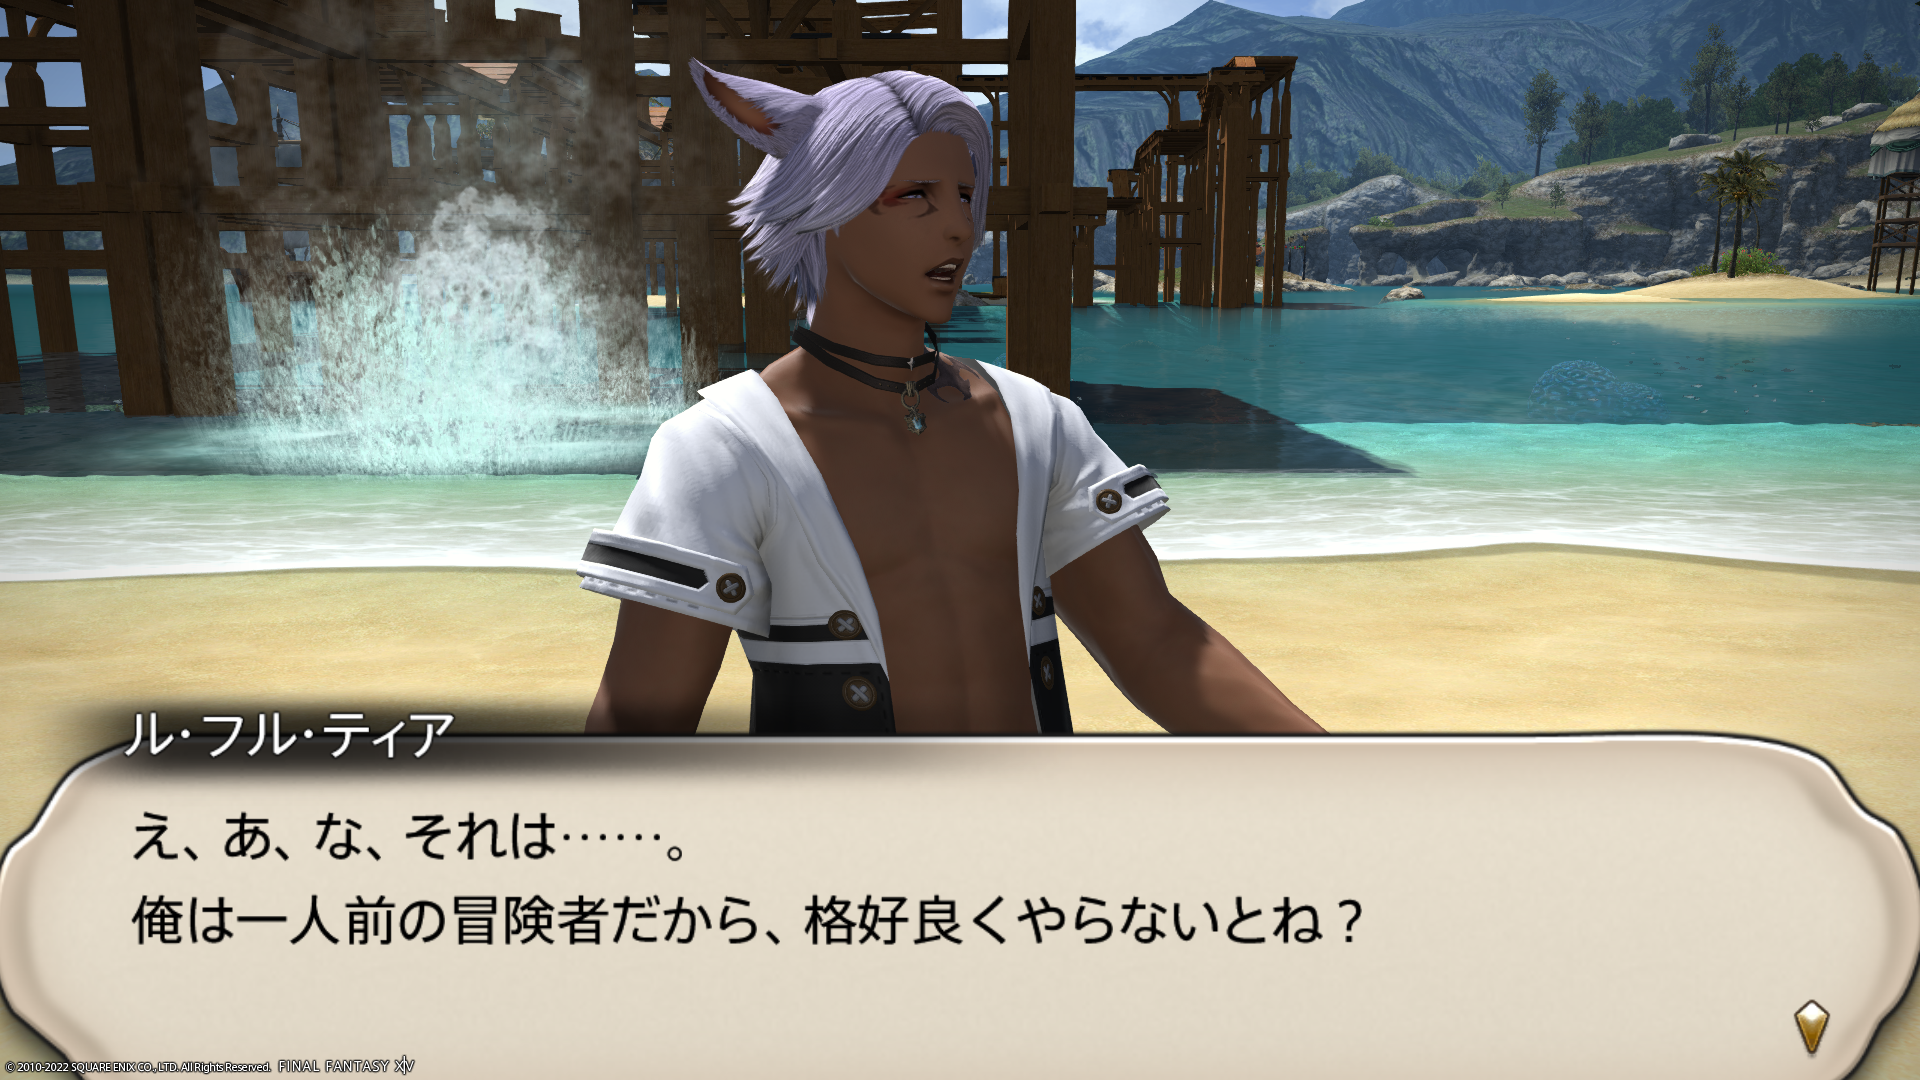 ル・フル・ティア
え、あ、な、それは……。
俺は一人前の冒険者だから、格好良くやらないとね？
© 2010-2022 SQUARE ENIX CO., LTD. All Rights Reserved. FINAL FANTASY XIV